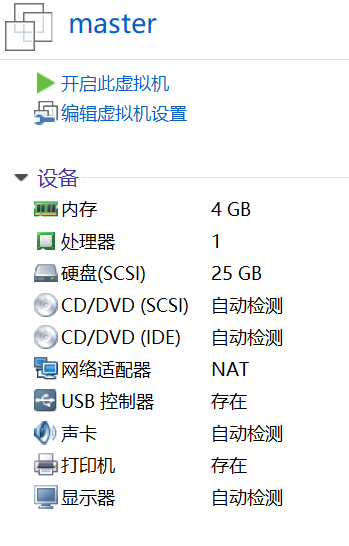 master
开启此虚拟机
编辑虚拟机设置
设备
内存 4 GB
处理器 1
硬盘(SCSI) 25 GB
CD/DVD (SCSI) 自动检测
CD/DVD (IDE) 自动检测
网络适配器 NAT
USB 控制器 存在
声卡 自动检测
打印机 存在
显示器 自动检测